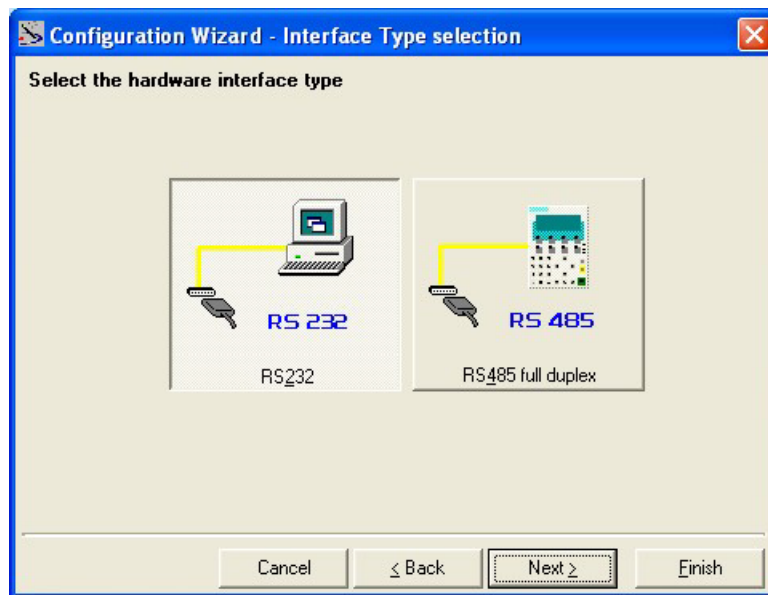 Configuration Wizard - Interface Type selection
Select the hardware interface type
RS 232
RS232
RS 485
RS485 full duplex
Cancel
< Back
Next >
Finish